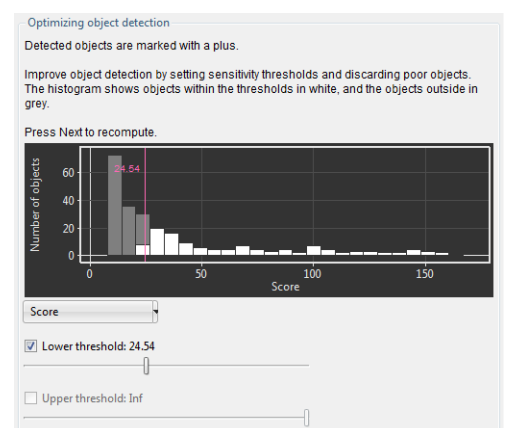 Optimizing object detection
Detected objects are marked with a plus.
Improve object detection by setting sensitivity thresholds and discarding poor objects.
The histogram shows objects within the thresholds in white, and the objects outside in
grey.
Press Next to recompute.
Number of objects
60
40
20
0
24.54
0 50 100 150
Score
Score
Lower threshold: 24.54
Upper threshold: Inf